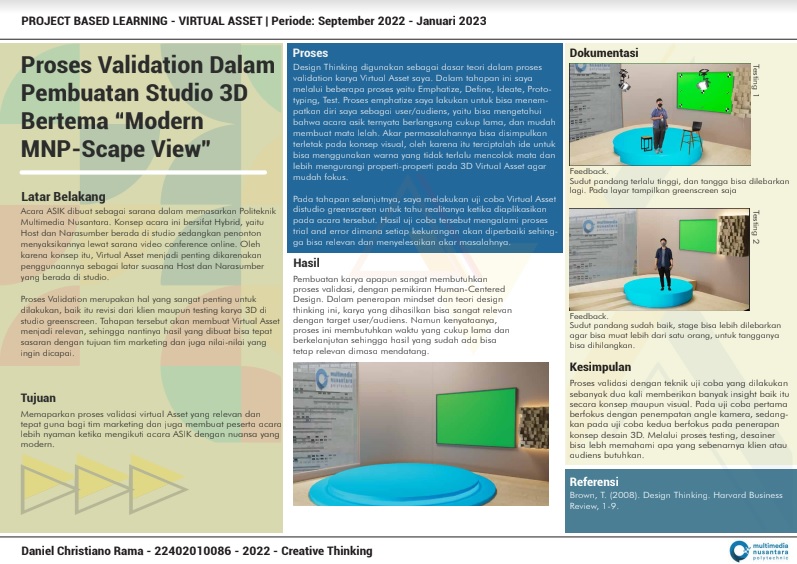 PROJECT BASED LEARNING - VIRTUAL ASSET | Periode: September 2022 - Januari 2023
Proses Validation Dalam
Pembuatan Studio 3D
Bertema “Modern
MNP-Scape View”
Latar Belakang
Acara ASIK dibuat sebagai sarana dalam memasarkan Politeknik
Multimedia Nusantara. Konsep acara ini bersifat Hybrid, yaitu
Host dan Narasumber berada di studio sedangkan penonton
menyaksikannya lewat sarana video conference online. Oleh
karena konsep itu, Virtual Asset menjadi penting dikarenakan
penggunaannya sebagai latar suasana Host dan Narasumber
yang berada di studio.
Proses Validation merupakan hal yang sangat penting untuk
dilakukan, baik itu revisi dari klien maupun testing karya 3D di
studio greenscreen. Tahapan tersebut akan membuat Virtual Asset
menjadi relevan, sehingga nantinya hasil yang dibuat bisa tepat
sasaran dengan tujuan tim marketing dan juga nilai-nilai yang
ingin dicapai.
Tujuan
Memaparkan proses validasi virtual Asset yang relevan dan
tepat guna bagi tim marketing dan juga membuat peserta acara
lebih nyaman ketika mengikuti acara ASIK dengan nuansa yang
modern.
Proses
Design Thinking digunakan sebagai dasar teori dalam proses
validation karya Virtual Asset saya. Dalam tahapan ini saya
melalui beberapa proses yaitu Emphatize, Define, Ideate, Proto-
typing, Test. Proses emphatize saya lakukan untuk bisa menem-
patkan diri saya sebagai user/audiens, yaitu bisa mengetahui
bahwa acara asik ternyata berlangsung cukup lama, dan mudah
membuat mata lelah. Akar permasalahannya bisa disimpulkan
terletak pada konsep visual, oleh karena itu terciptalah ide untuk
bisa menggunakan warna yang tidak terlalu mencolok mata dan
lebih mengurangi properti-properti pada 3D Virtual Asset agar
mudah fokus.
Pada tahapan selanjutnya, saya melakukan uji coba Virtual Asset
distudio greenscreen untuk tahu realitanya ketika diaplikasikan
pada acara tersebut. Hasil uji coba tersebut mengalami proses
trial and error dimana setiap kekurangan akan diperbaiki sehing-
ga bisa relevan dan menyelesaikan akar masalahnya.
Hasil
Pembuatan karya apapun sangat membutuhkan
proses validasi, dengan pemikiran Human-Centered
Design. Dalam penerapan mindset dan teori design
thinking ini, karya yang dihasilkan bisa sangat relevan
dengan target user/audiens. Namun kenyataanya,
proses ini membutuhkan waktu yang cukup lama dan
berkelanjutan sehingga hasil yang sudah ada bisa
tetap relevan dimasa mendatang.
multimedia
nusantara
polytechnic
Dokumentasi
Testing 1
Feedback.
Sudut pandang terlalu tinggi, dan tangga bisa dilebarkan
lagi. Pada layar tampilkan greenscreen saja
Testing 2
Feedback.
Sudut pandang sudah baik, stage bisa lebih dilebarkan
agar bisa muat lebih dari satu orang, untuk tangganya
bisa dihilangkan.
Kesimpulan
Proses validasi dengan teknik uji coba yang dilakukan
sebanyak dua kali memberikan banyak insight baik itu
secara konsep maupun visual. Pada uji coba pertama
berfokus dengan penempatan angle kamera, sedang-
kan pada uji coba kedua berfokus pada penerapan
konsep desain 3D. Melalui proses testing, desainer
bisa lebh memahami apa yang sebenarnya klien atau
audiens butuhkan.
Referensi
Brown, T. (2008). Design Thinking. Harvard Business
Review, 1-9.
Daniel Christiano Rama - 22402010086 - 2022 - Creative Thinking
multimedia
nusantara
polytechnic